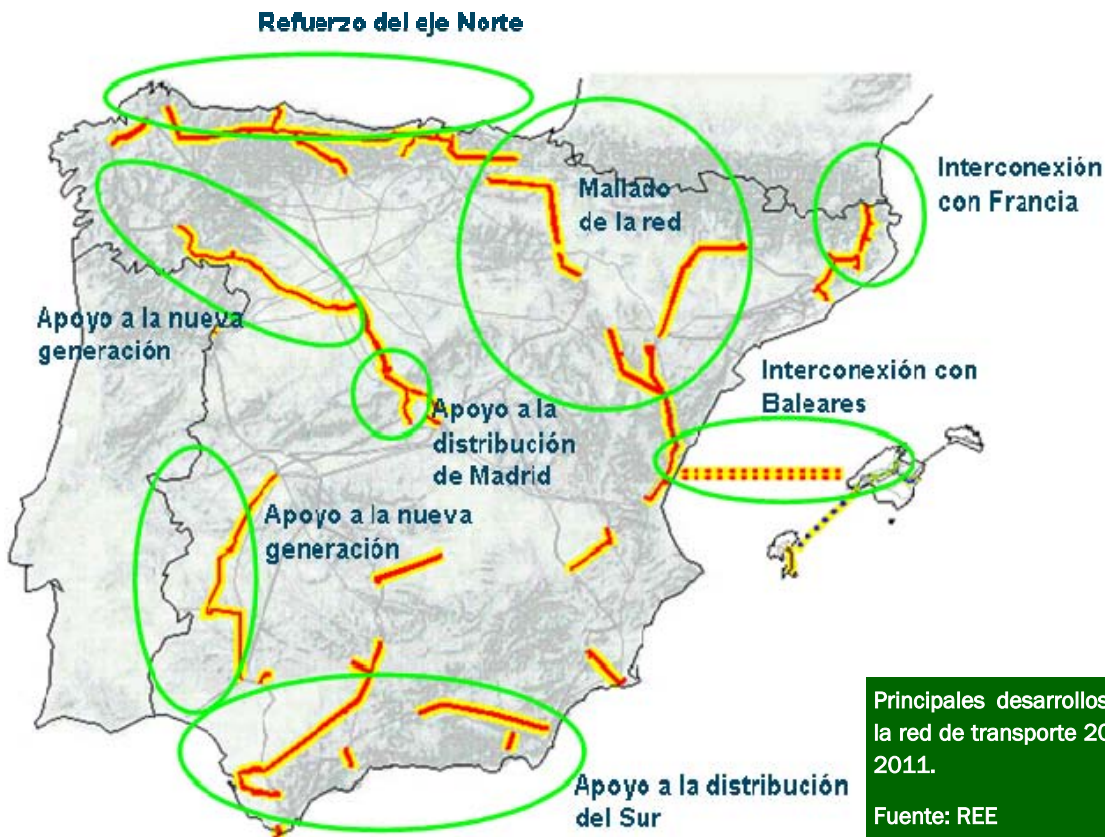 Refuerzo del eje Norte
Interconexión
con Francia
Mallado
de la red
Apoyo a la nueva
generación
Interconexión con
Baleares
Apoyo a la
distribución
de Madrid
Apoyo a la nueva
generación
Principales desarrollos
la red de transporte 20
2011.
Fuente: REE
Apoyo a la distribución
del Sur